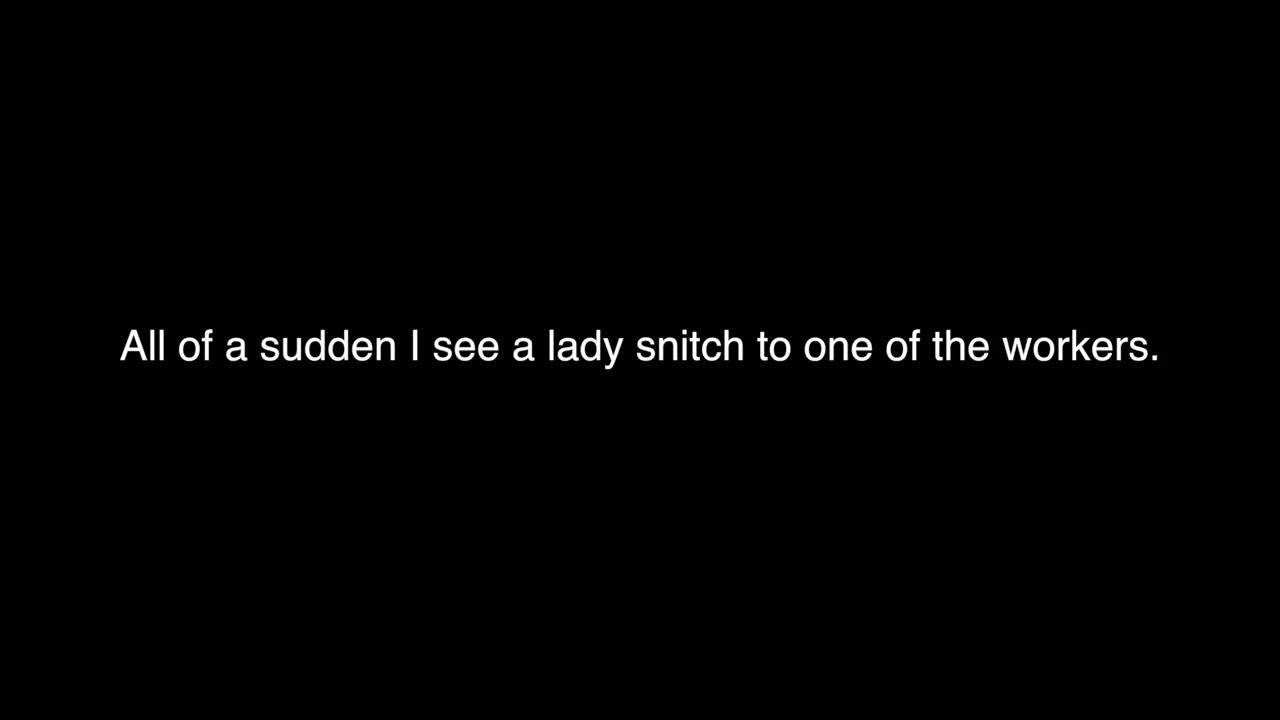 All of a sudden I see a lady snitch to one of the workers.